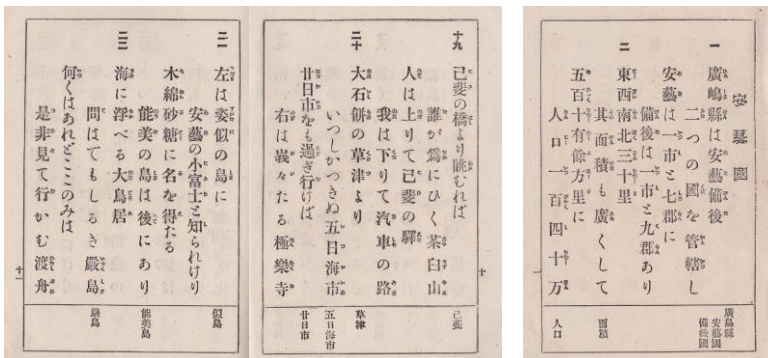 安藝國
一 廣嶋縣は安藝備後
二つの國を管轄し
安藝は一市と七郡に
備後は一市と九郡あり
二 東西南北三十里
其面積も廣くして
五百十有餘方里に
人口一百四十万
廣島縣
安藝國
備後國
面積
人口
一
十九 己斐の橋より眺むれば
誰が爲にひく茶臼山
人は上りて己斐の驛
我は下りて汽車の路
二十 大石餅の草津より
いつしかつきぬ五日海市
廿日市をも過ぎ行けば
右は峩々たる極樂寺
己斐
草津
五日海市
廿日市
十
二一 左は姿似の島に
安藝の小富士と知られけり
木綿砂糖に名を得たる
能美の島は後にあり
二二 海に浮べる大鳥居
問はてもしるき嚴島
何くはあれどここのみは
是非見て行かむ渡舟
似島
能美島
嚴島
十一